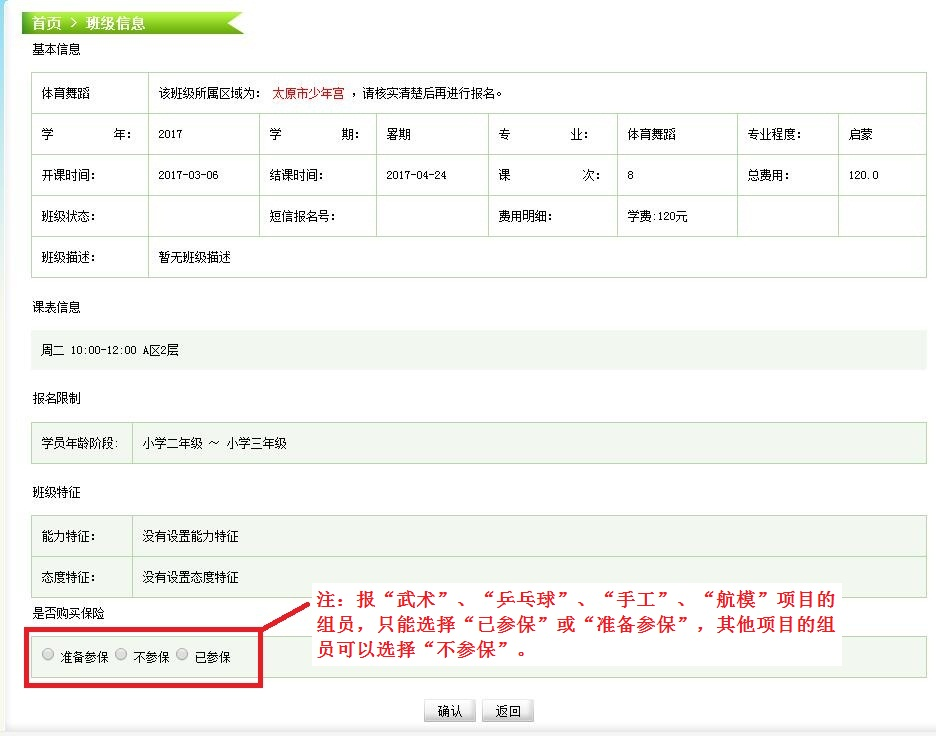 首页 > 班级信息
基本信息
体育舞蹈 该班级所属区域为: 太原市少年宫 ,请核实清楚后再进行报名。
学 年: 2017 学 期: 暑期 专 业: 体育舞蹈 专业程度: 启蒙
开课时间: 2017-03-06 结课时间: 2017-04-24 课 次: 8 总费用: 120.0
班级状态: 短信报名号: 费用明细: 学费:120元
班级描述: 暂无班级描述
课表信息
周二 10:00-12:00 A区2层
报名限制
学员年龄阶段: 小学二年级 ～ 小学三年级
班级特征
能力特征: 没有设置能力特征
态度特征: 没有设置态度特征
是否购买保险
准备参保 不参保 已参保
注：报“武术”、“乒乓球”、“手工”、“航模”项目的
组员，只能选择“已参保”或“准备参保”，其他项目的组
员可以选择“不参保”。
确认 返回